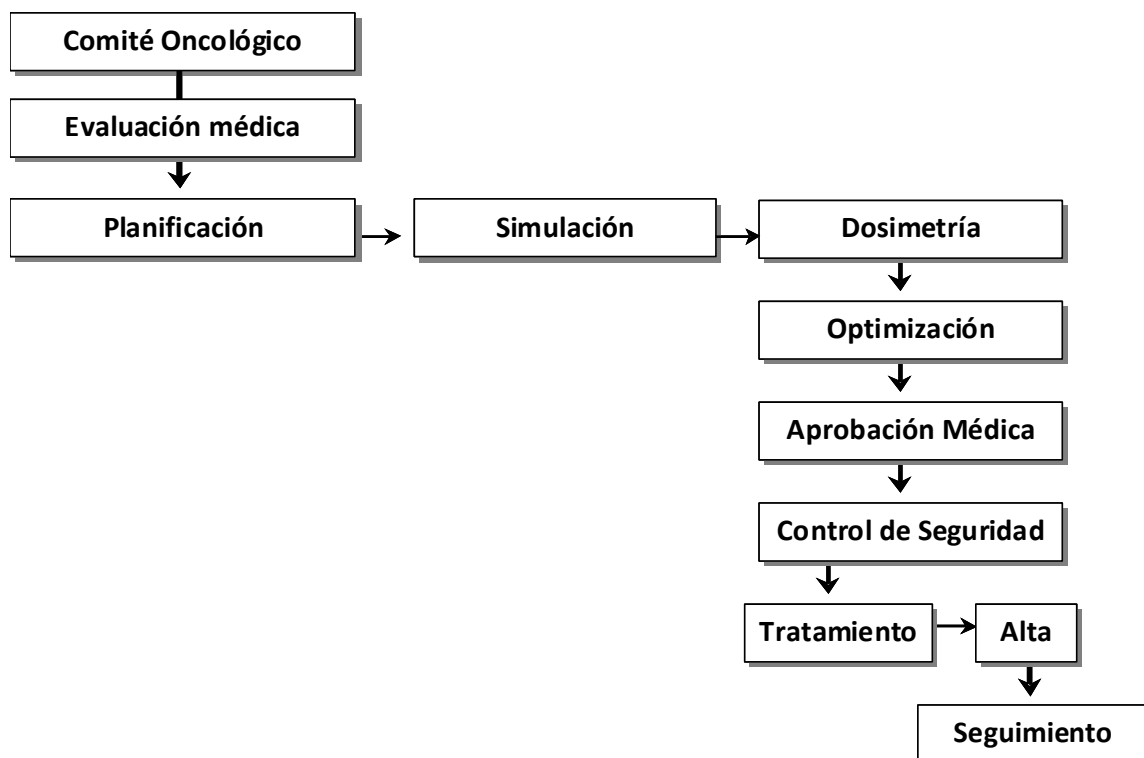 Comité Oncológico
Evaluación médica
Planificación
Simulación
Dosimetría
Optimización
Aprobación Médica
Control de Seguridad
Tratamiento
Alta
Seguimiento